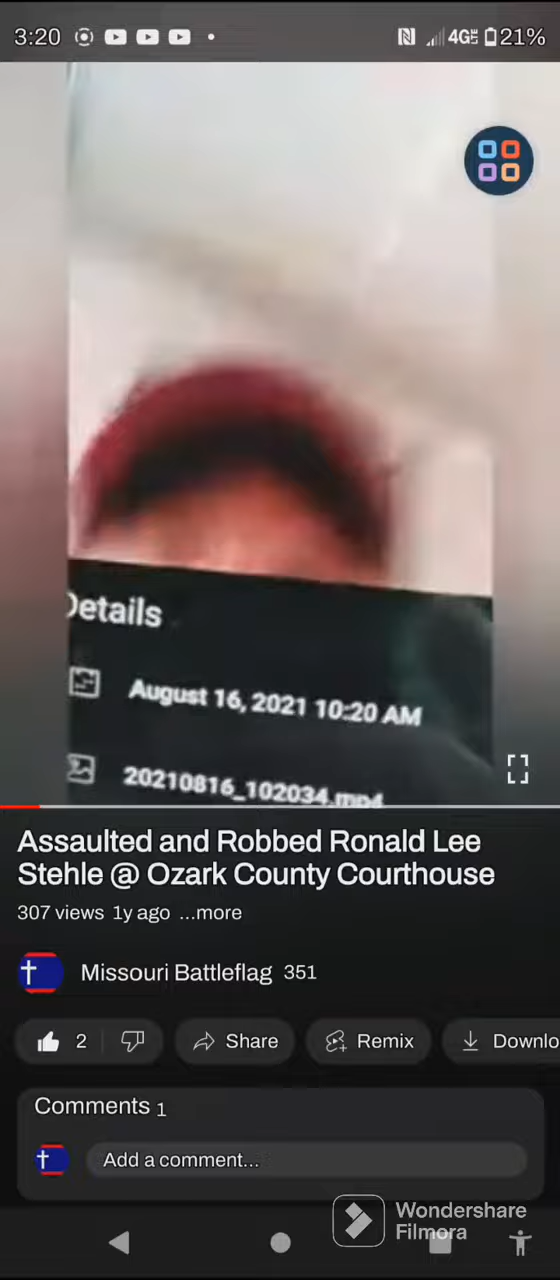 3:20
4GE 21%
Details
August 16, 2021 10:20 AM
20210816_102034.mp4
Assaulted and Robbed Ronald Lee
Stehle @ Ozark County Courthouse
307 views 1y ago ...more
Missouri Battleflag 351
2 Share Remix Downlo
Comments 1
Add a comment...
Wondershare
Filmora